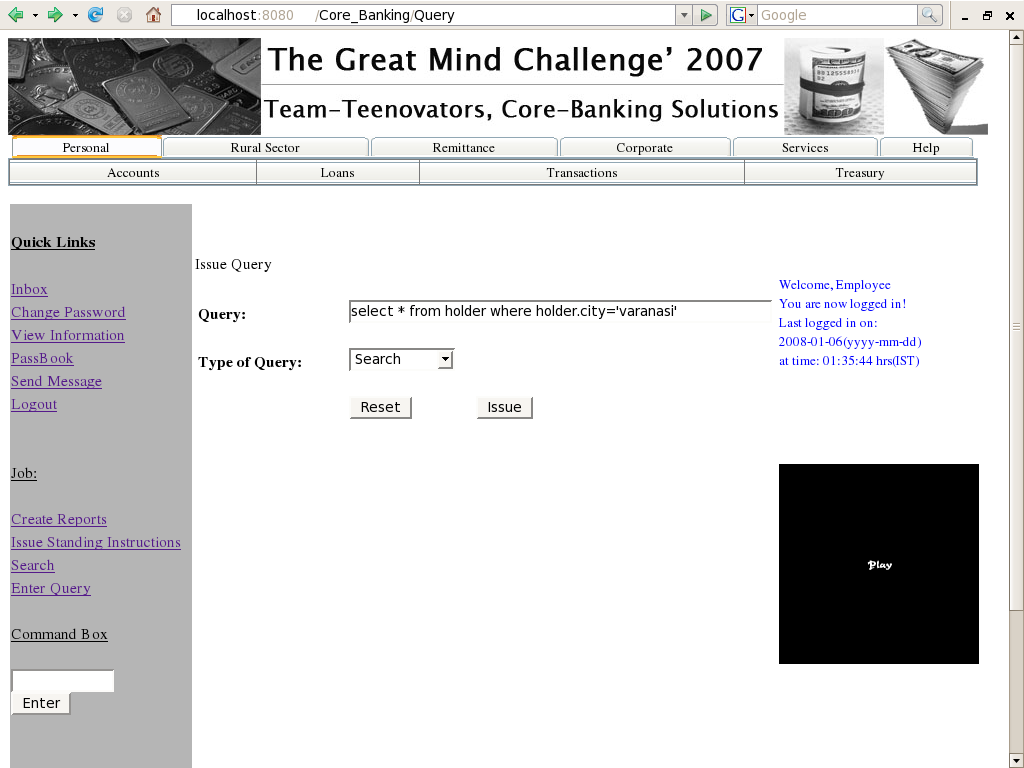 localhost:8080 /Core_Banking/Query
Google
The Great Mind Challenge’ 2007
Team-Teenovators, Core-Banking Solutions
Personal Rural Sector Remittance Corporate Services Help
Accounts Loans Transactions Treasury
Quick Links
Inbox
Change Password
View Information
PassBook
Send Message
Logout
Job:
Create Reports
Issue Standing Instructions
Search
Enter Query
Command Box
Enter
Issue Query
Query: select * from holder where holder.city='varanasi'
Type of Query: Search
Reset Issue
Welcome, Employee
You are now logged in!
Last logged in on:
2008-01-06(yyyy-mm-dd)
at time: 01:35:44 hrs(IST)
Play